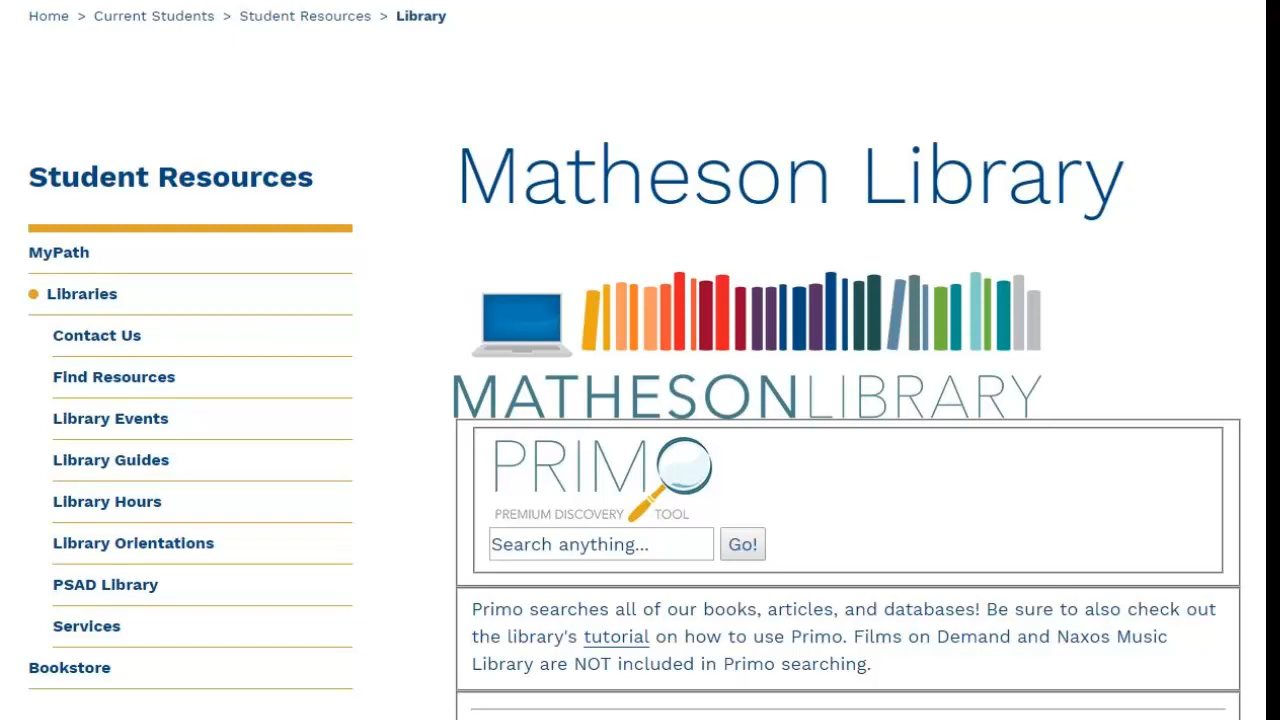 Home > Current Students > Student Resources > Library
Student Resources
MyPath
Libraries
Contact Us
Find Resources
Library Events
Library Guides
Library Hours
Library Orientations
PSAD Library
Services
Bookstore
Matheson Library
MATHESONLIBRARY
PRIMO
PREMIUM DISCOVERY TOOL
Search anything...
Go!
Primo searches all of our books, articles, and databases! Be sure to also check out
the library's tutorial on how to use Primo. Films on Demand and Naxos Music
Library are NOT included in Primo searching.